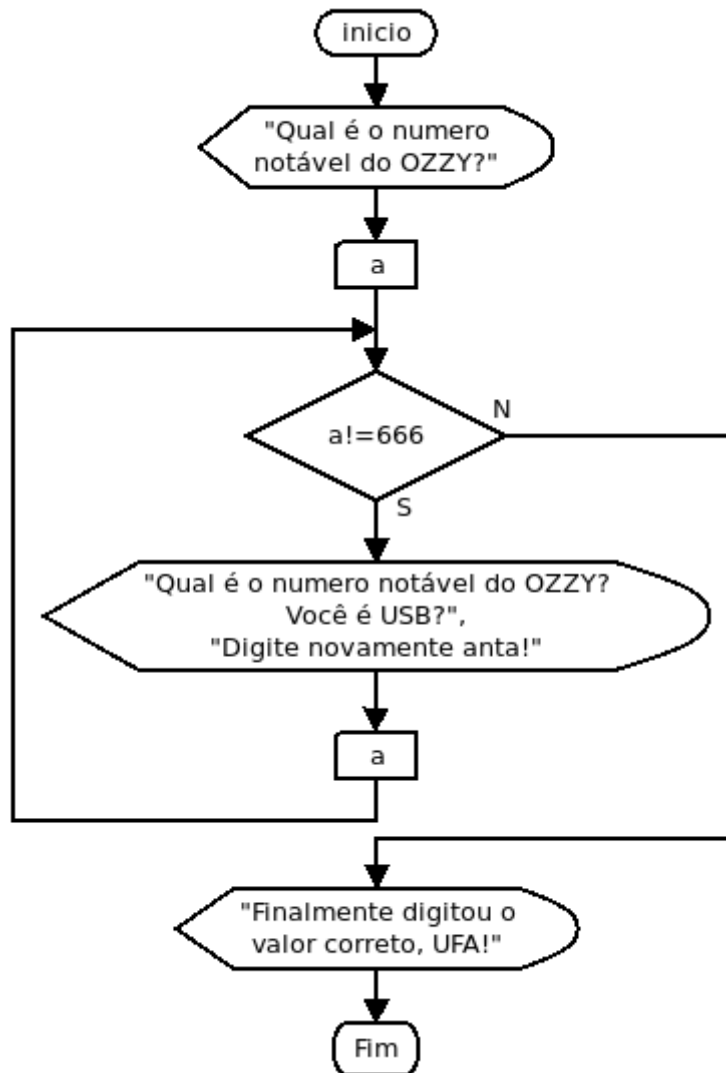 inicio
"Qual é o numero
notável do OZZY?"
a
a!=666
N
S
"Qual é o numero notável do OZZY?
Você é USB?",
"Digite novamente anta!"
a
"Finalmente digitou o
valor correto, UFA!"
Fim